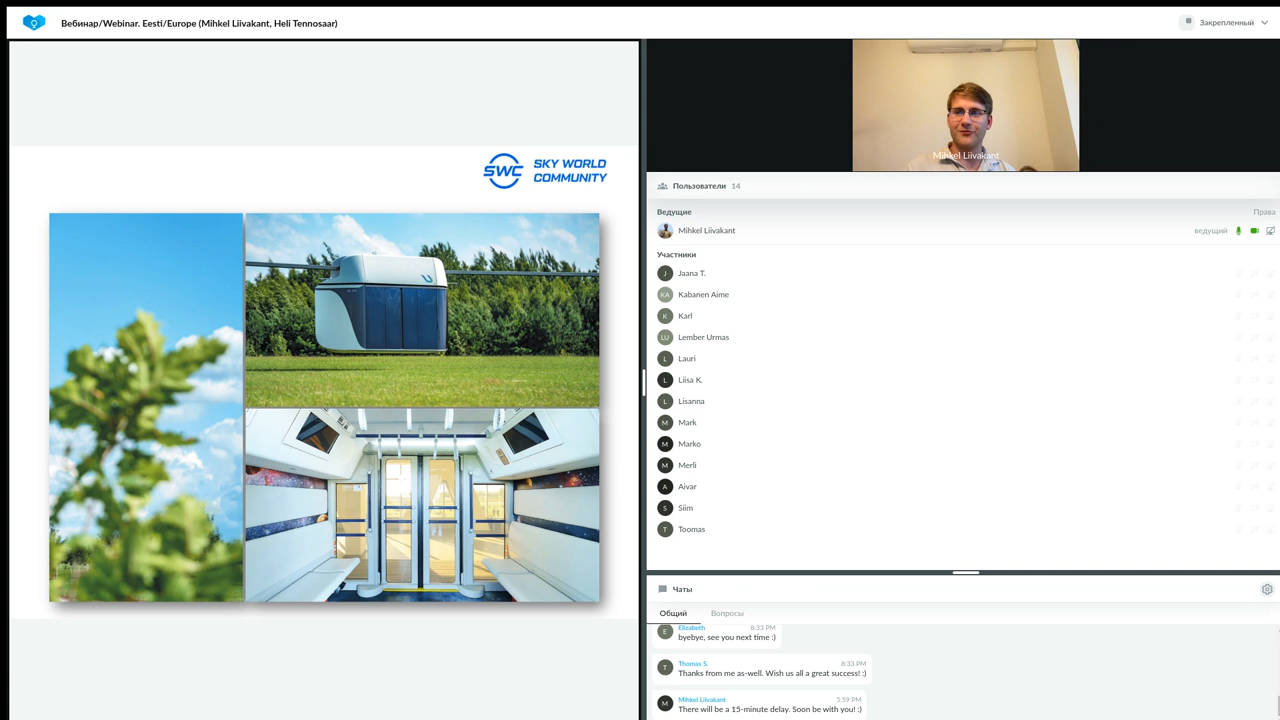 Вебинар/Webinar. Eesti/Europe (Mihkel Liivakant, Heli Tennosaar)
Закрепленный
SWC
SKY WORLD
COMMUNITY
U
Mihkel Liivakant
Пользователи 14
Ведущие
Права
Mihkel Liivakant
ведущий
Участники
J Jaana T.
KA Kabanen Aime
K Karl
LU Lember Urmas
L Lauri
L Liisa K.
L Lisanna
M Mark
M Marko
M Merli
A Aivar
S Siim
T Toomas
Чаты
Общий
Вопросы
E Elizabeth 8:33 PM
byebye, see you next time :)
T Thomas S. 8:33 PM
Thanks from me as-well. Wish us all a great success! :)
M Mihkel Liivakant 5:59 PM
There will be a 15-minute delay. Soon be with you! :)